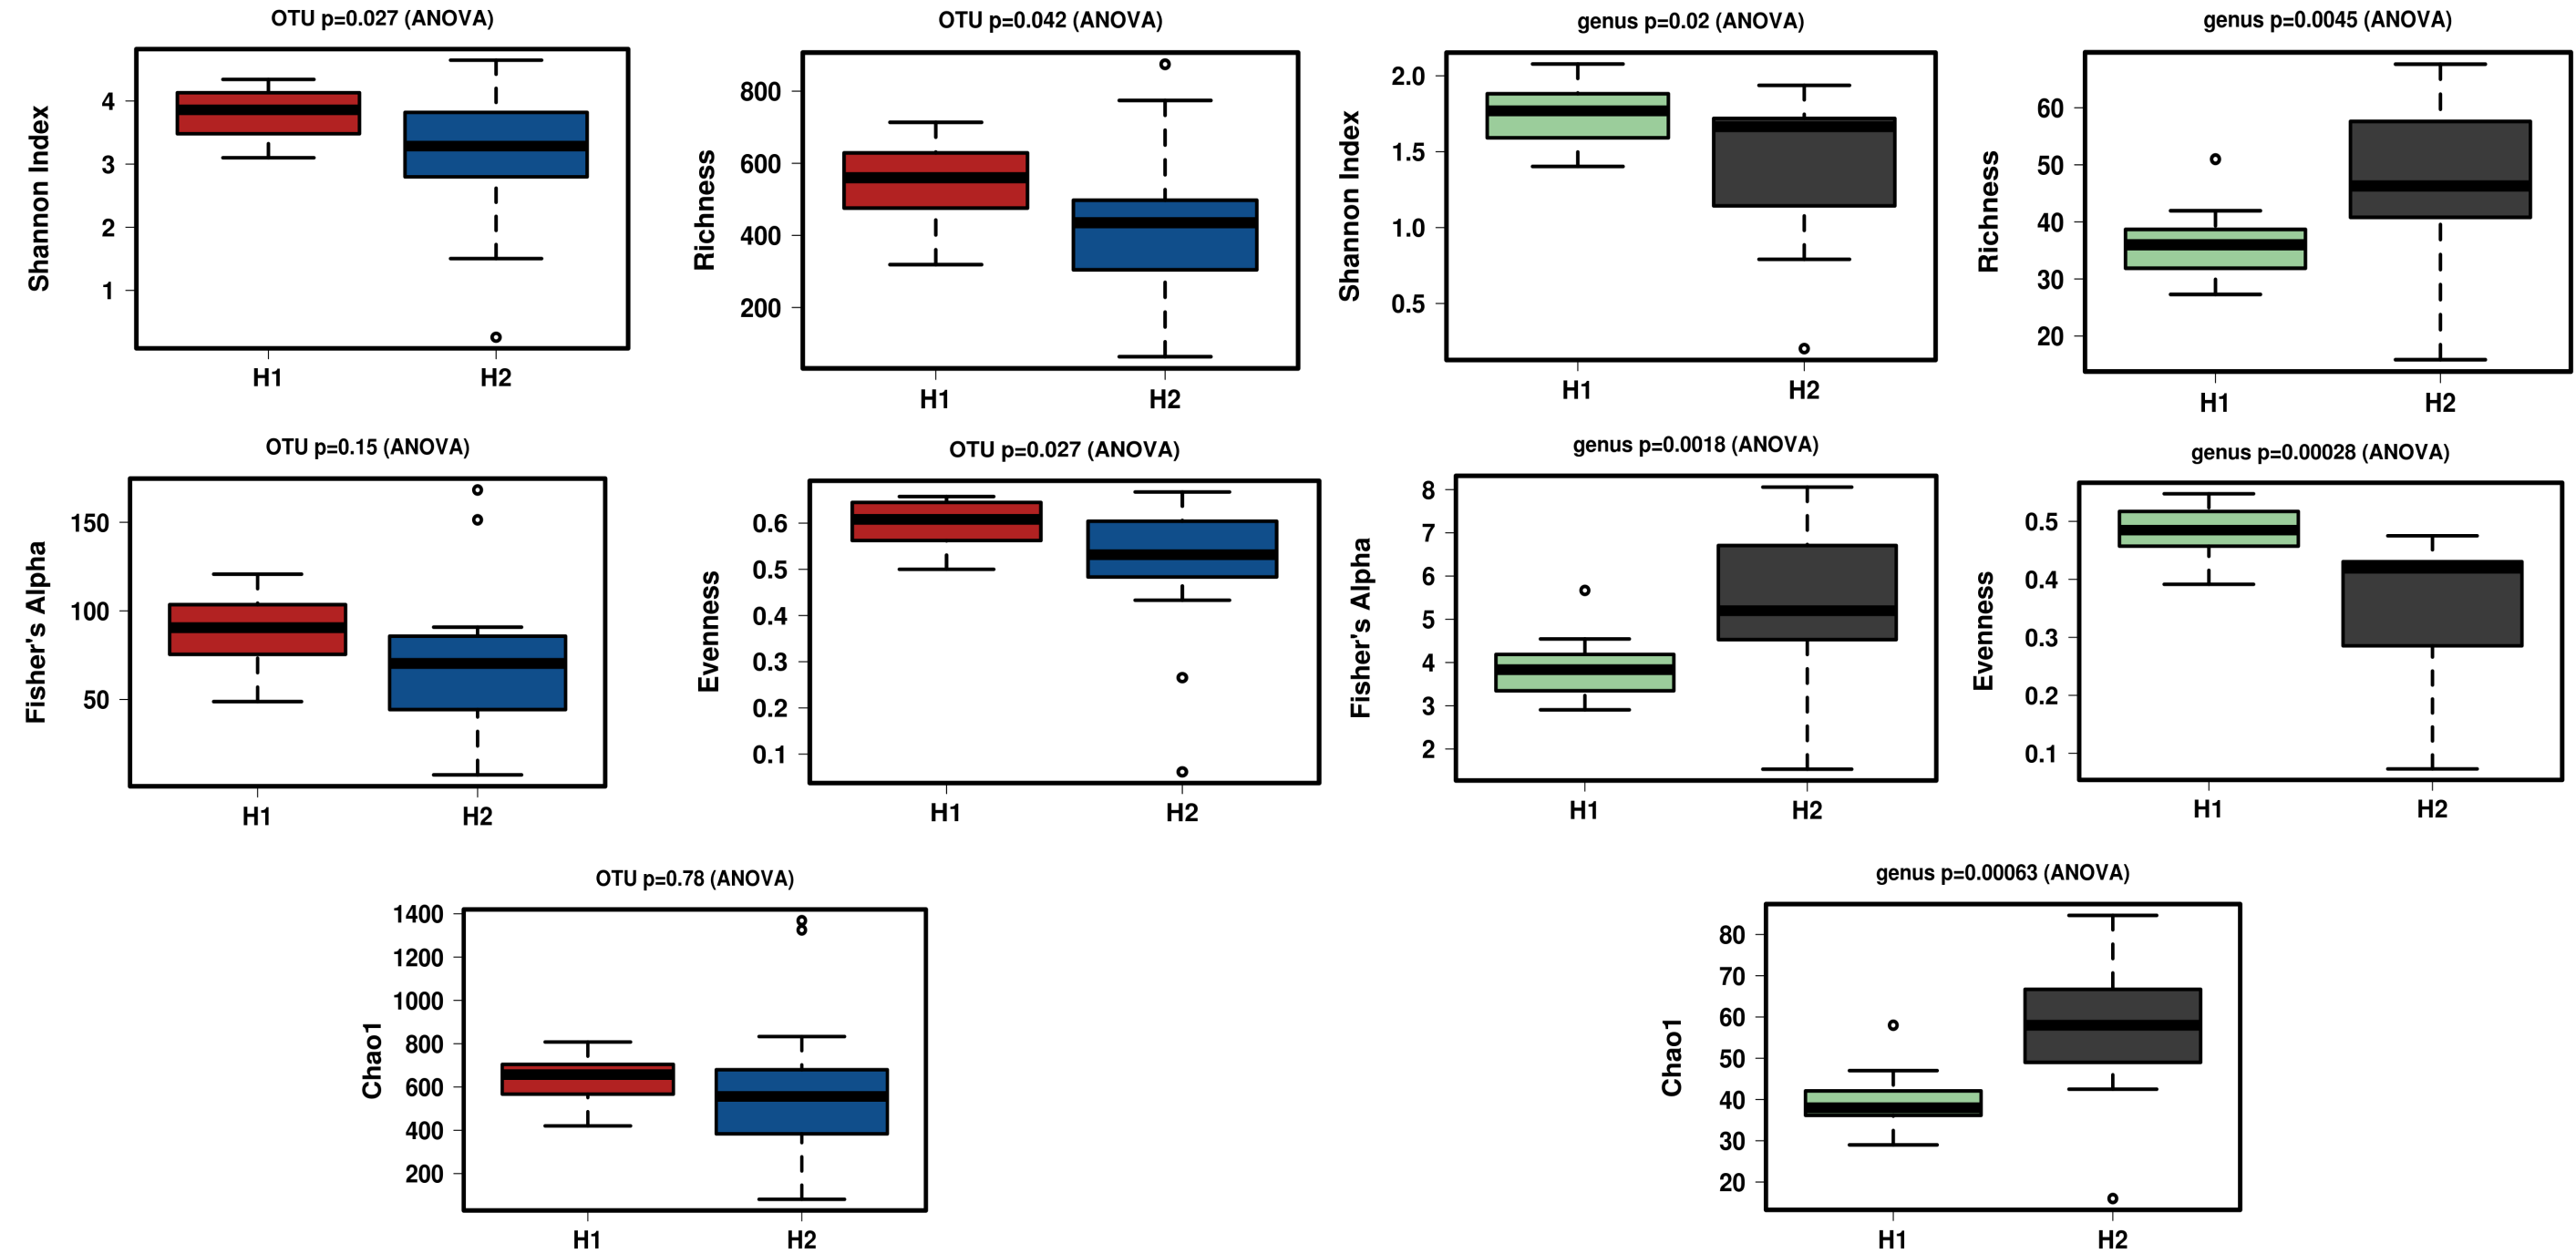 OTU p=0.027 (ANOVA)
Shannon Index
4
3
2
1
H1 H2
OTU p=0.042 (ANOVA)
Richness
800
600
400
200
H1 H2
genus p=0.02 (ANOVA)
Shannon Index
2.0
1.5
1.0
0.5
H1 H2
genus p=0.0045 (ANOVA)
Richness
60
50
40
30
20
H1 H2
OTU p=0.15 (ANOVA)
Fisher's Alpha
150
100
50
H1 H2
OTU p=0.027 (ANOVA)
Evenness
0.6
0.5
0.4
0.3
0.2
0.1
H1 H2
genus p=0.0018 (ANOVA)
Fisher's Alpha
8
7
6
5
4
3
2
H1 H2
genus p=0.00028 (ANOVA)
Evenness
0.5
0.4
0.3
0.2
0.1
H1 H2
OTU p=0.78 (ANOVA)
Chao1
1400
1200
1000
800
600
400
200
H1 H2
genus p=0.00063 (ANOVA)
Chao1
80
70
60
50
40
30
20
H1 H2